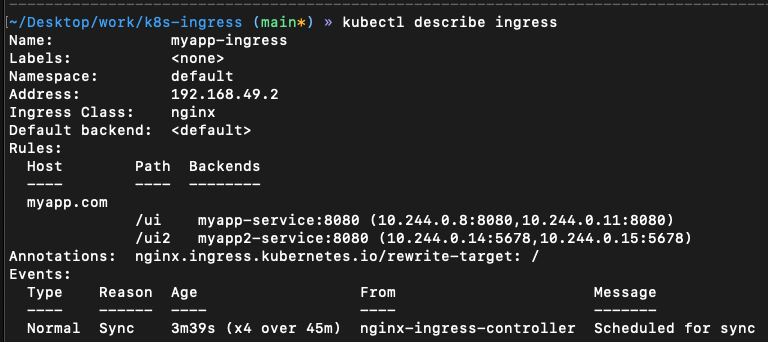 ~/Desktop/work/k8s-ingress (main*) » kubectl describe ingress
Name:             myapp-ingress
Labels:           <none>
Namespace:        default
Address:          192.168.49.2
Ingress Class:    nginx
Default backend:  <default>
Rules:
  Host        Path  Backends
  ----        ----  --------
  myapp.com
              /ui    myapp-service:8080 (10.244.0.8:8080,10.244.0.11:8080)
              /ui2   myapp2-service:8080 (10.244.0.14:5678,10.244.0.15:5678)
Annotations:  nginx.ingress.kubernetes.io/rewrite-target: /
Events:
  Type    Reason  Age                  From                      Message
  ----    ------  ----                 ----                      -------
  Normal  Sync    3m39s (x4 over 45m)  nginx-ingress-controller  Scheduled for sync